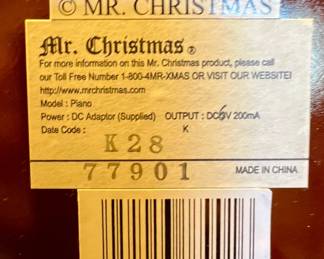 © MR. CHRISTMAS
Mr. Christmas®
For more information on this Mr. Christmas product, please call
our Toll Free Number 1-800-4MR-XMAS OR VISIT OUR WEBSITE!
http://www.mrchristmas.com
Model : Piano
Power : DC Adaptor (Supplied) OUTPUT : DC6V 200mA
Date Code : K
K28
77901
MADE IN CHINA